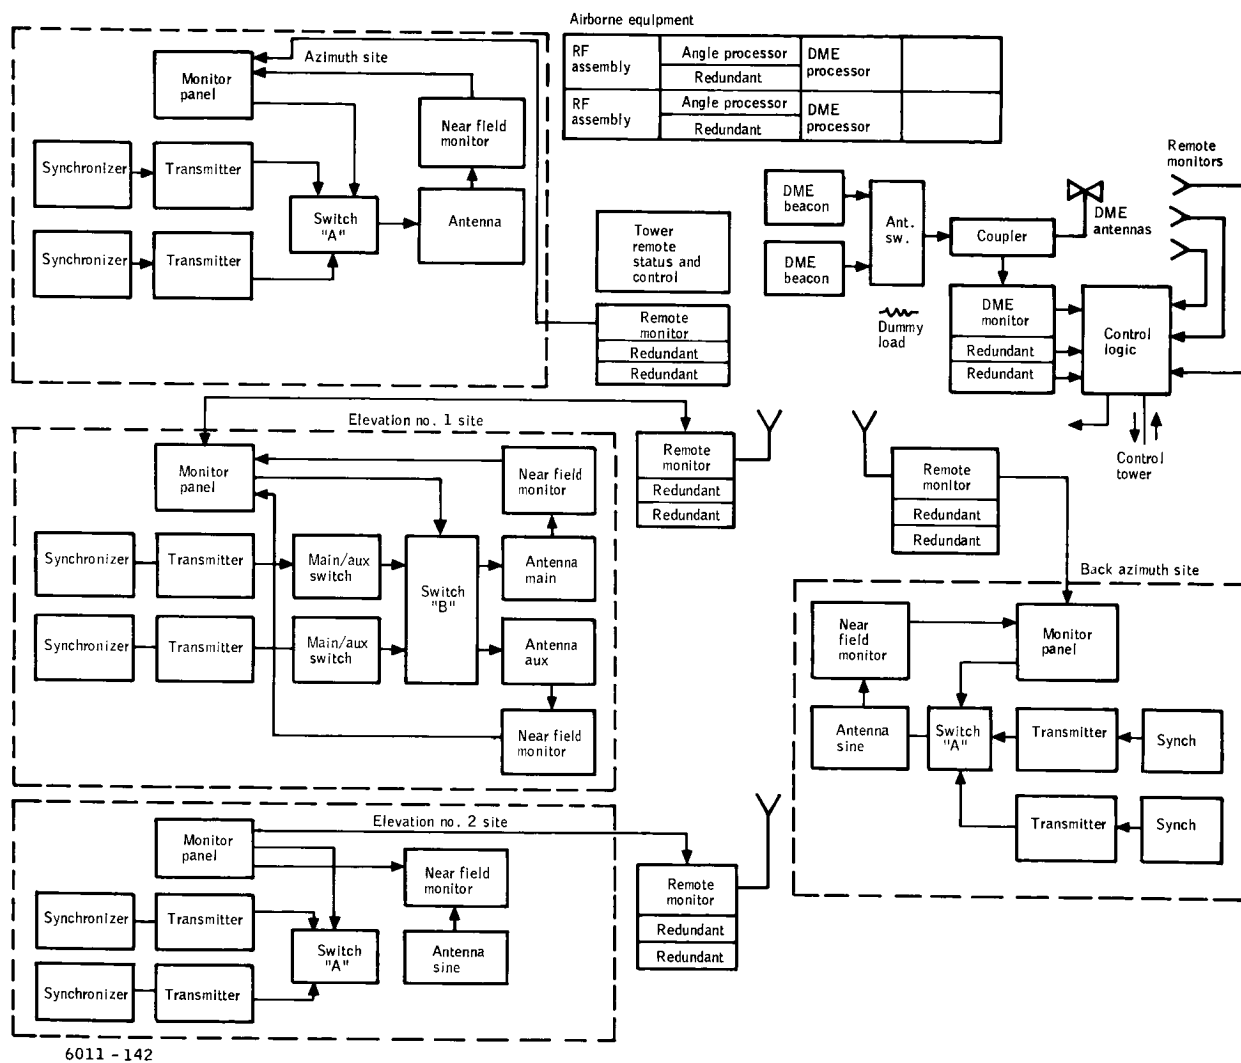 Airborne equipment
RF
assembly
Angle processor
Redundant
DME
processor
RF
assembly
Angle processor
Redundant
DME
processor
Azimuth site
Monitor
panel
Near field
monitor
Synchronizer
Transmitter
Switch
"A"
Antenna
Synchronizer
Transmitter
Tower
remote
status and
control
Remote
monitor
Redundant
Redundant
DME
beacon
DME
beacon
Ant.
sw.
Dummy
load
Coupler
DME
antennas
Remote
monitors
DME
monitor
Redundant
Redundant
Control
logic
Control
tower
Elevation no. 1 site
Monitor
panel
Near field
monitor
Synchronizer
Transmitter
Main/aux
switch
Switch
"B"
Antenna
main
Synchronizer
Transmitter
Main/aux
switch
Antenna
aux
Near field
monitor
Remote
monitor
Redundant
Redundant
Remote
monitor
Redundant
Redundant
Back azimuth site
Near
field
monitor
Monitor
panel
Antenna
sine
Switch
"A"
Transmitter
Synch
Transmitter
Synch
Elevation no. 2 site
Monitor
panel
Near field
monitor
Synchronizer
Transmitter
Switch
"A"
Antenna
sine
Synchronizer
Transmitter
Remote
monitor
Redundant
Redundant
6011 - 142